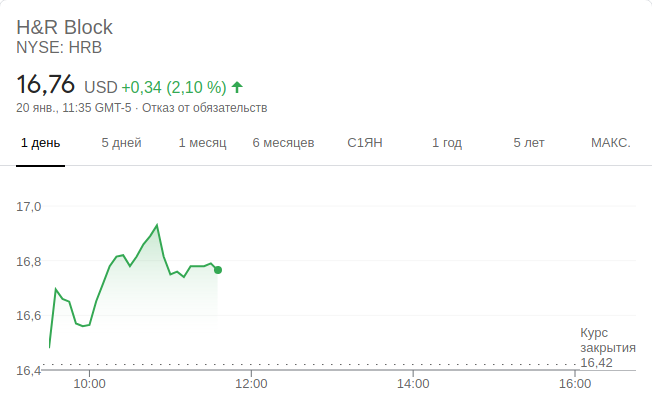 H&R Block
NYSE: HRB
16,76 USD +0,34 (2,10 %)
20 янв., 11:35 GMT-5 · Отказ от обязательств
1 день 5 дней 1 месяц 6 месяцев С1ЯН 1 год 5 лет МАКС.
17,0
16,8
16,6
16,4
Курс
закрытия
16,42
10:00 12:00 14:00 16:00